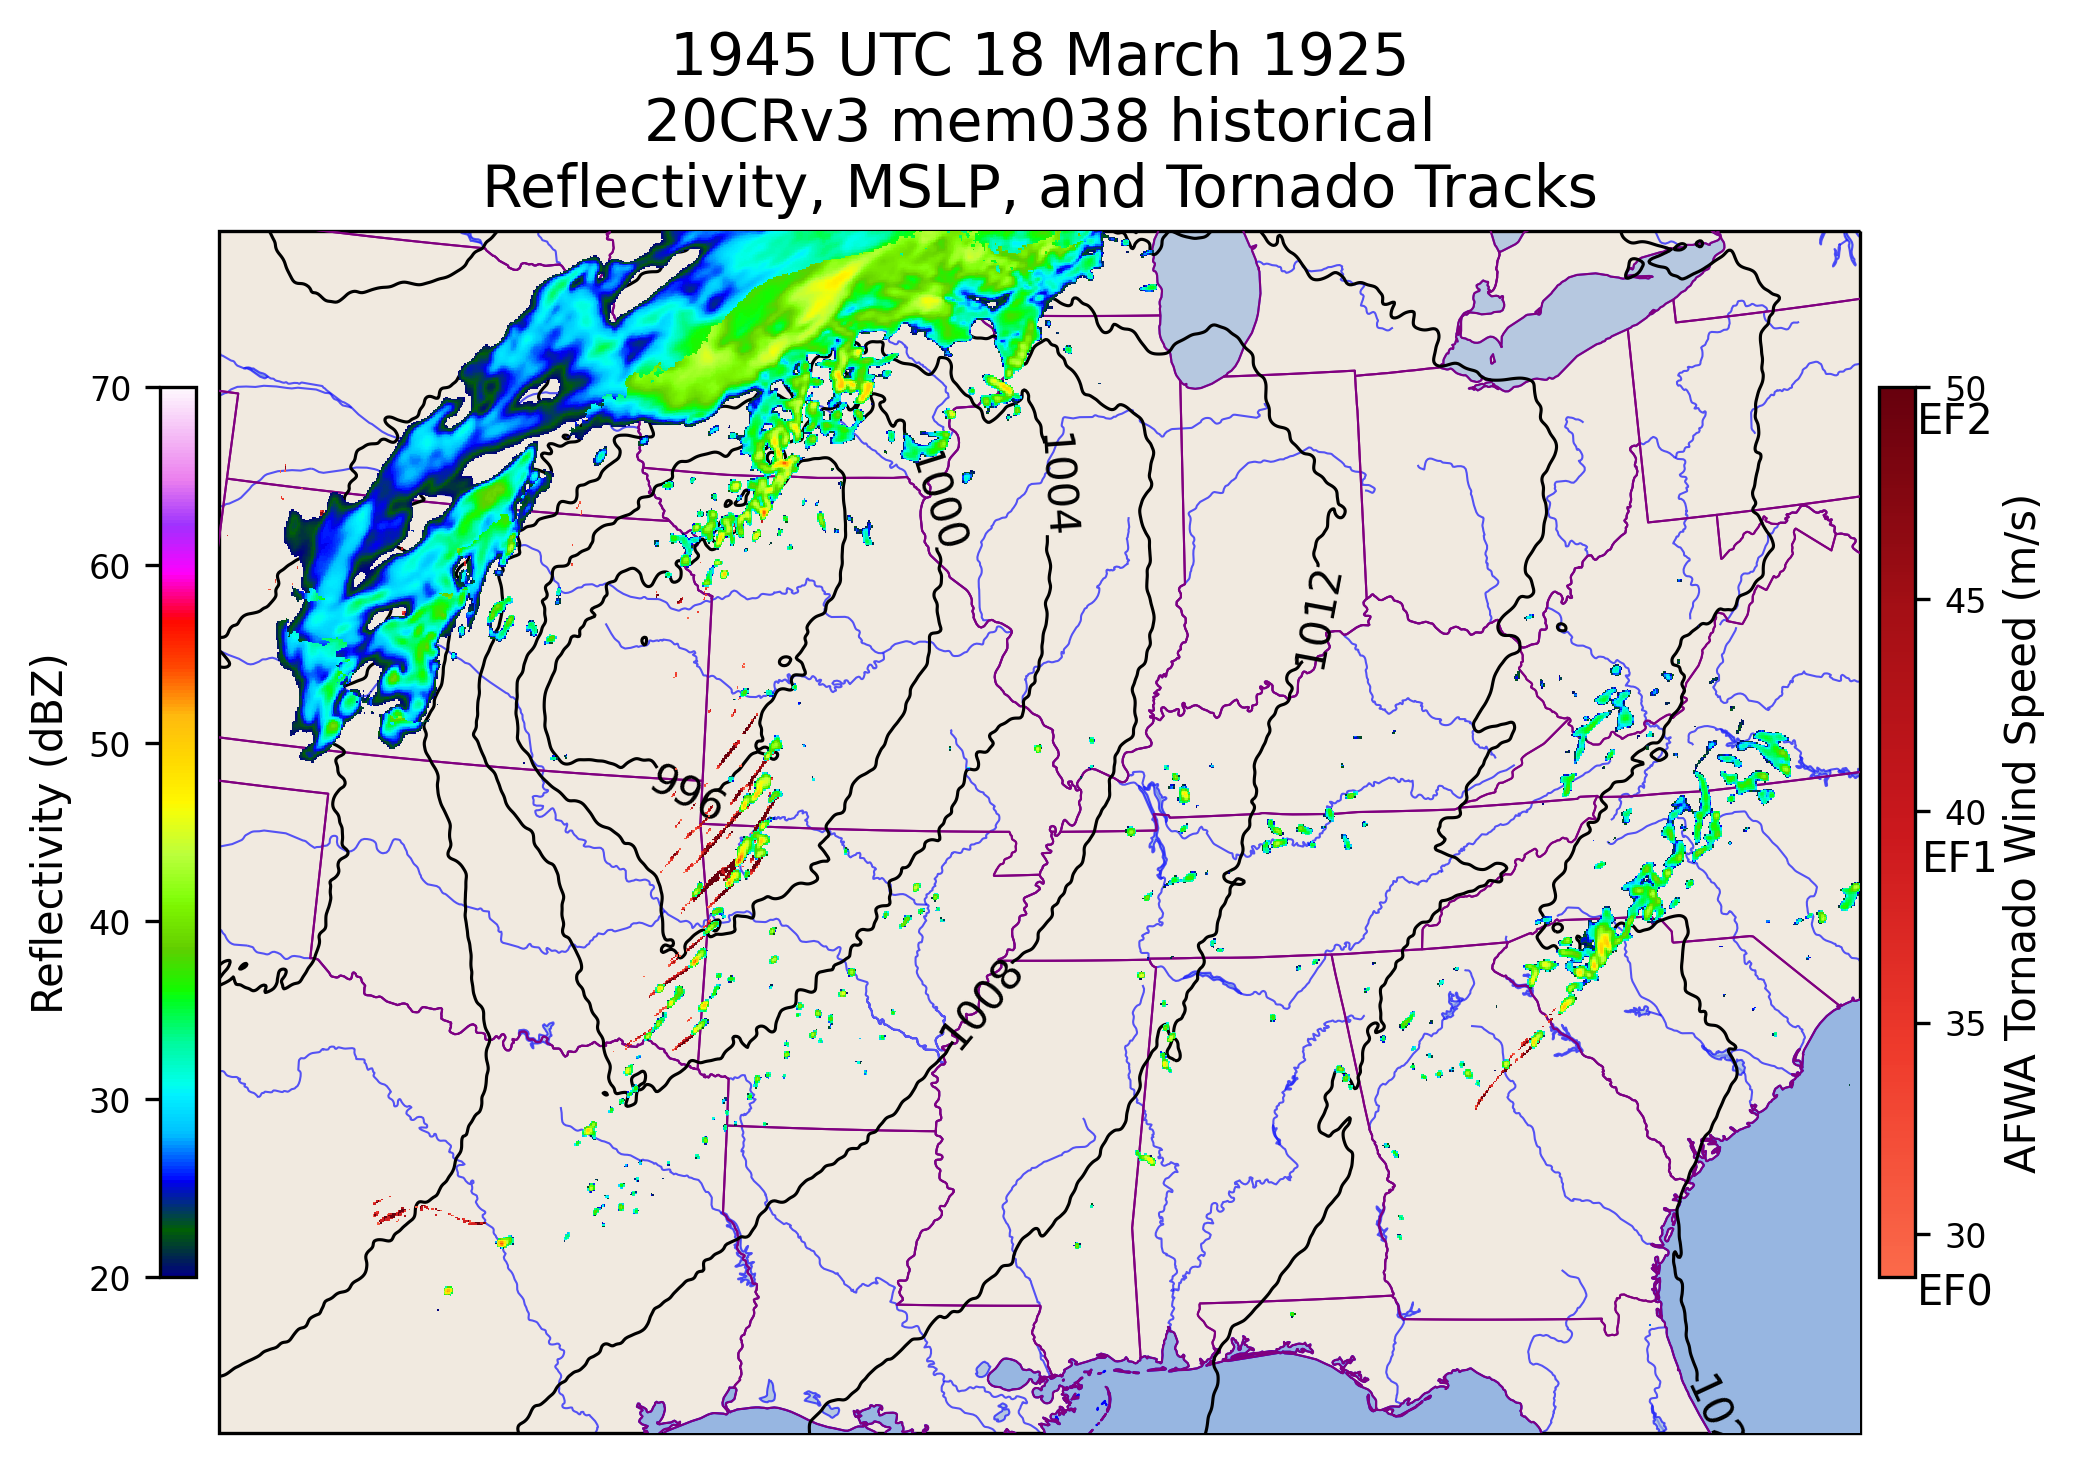 1945 UTC 18 March 1925
20CRv3 mem038 historical
Reflectivity, MSLP, and Tornado Tracks
70
60
50
40
30
20
Reflectivity (dBZ)
1000
1004
1012
996
1008
50
EF2
45
40
EF1
35
30
EF0
AFWA Tornado Wind Speed (m/s)